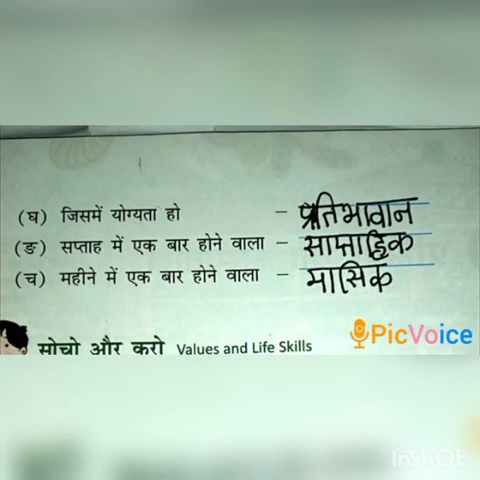 (घ) जिसमें योग्यता हो – प्रतिभावान
(ङ) सप्ताह में एक बार होने वाला – साप्ताहिक
(च) महीने में एक बार होने वाला – मासिक
PicVoice
सोचो और करो Values and Life Skills
InShOt